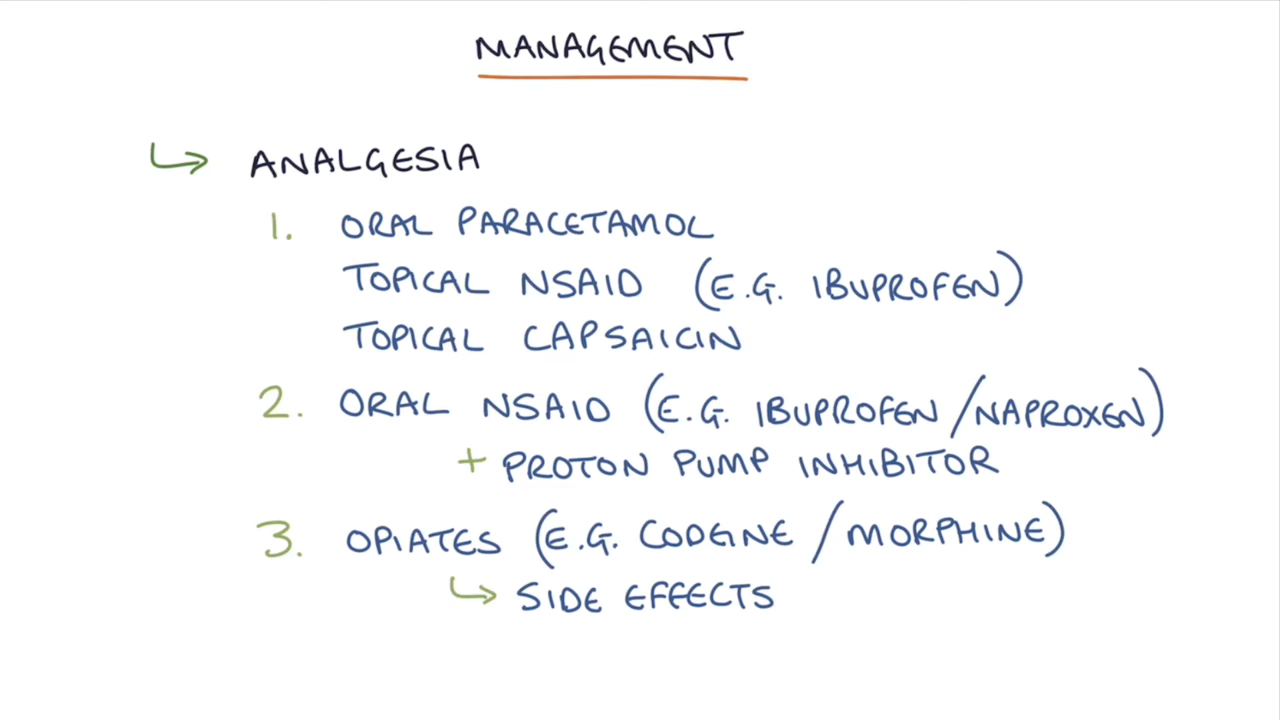 MANAGEMENT
↳ ANALGESIA
1. ORAL PARACETAMOL
TOPICAL NSAID (E.G. IBUPROFEN)
TOPICAL CAPSAICIN
2. ORAL NSAID (E.G. IBUPROFEN/NAPROXEN)
+ PROTON PUMP INHIBITOR
3. OPIATES (E.G. CODEINE/MORPHINE)
↳ SIDE EFFECTS